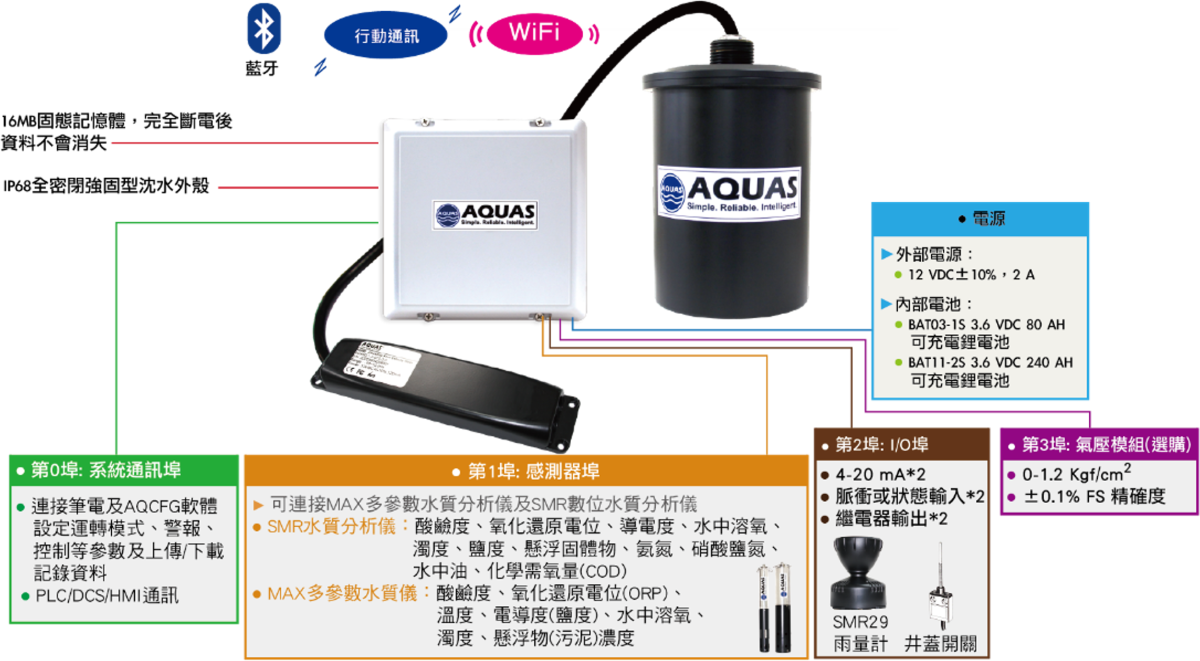 藍牙
行動通訊
WiFi
16MB固態記憶體，完全斷電後
資料不會消失
IP68全密閉強固型沈水外殼
AQUAS
AQUAS
Simple. Reliable. Intelligent.
AQUAS
AQUAS
Simple. Reliable. Intelligent.
AQUAS
● 電源
▶外部電源：
● 12 VDC±10%，2 A
▶內部電池：
● BAT03-1S 3.6 VDC 80 AH
可充電鋰電池
● BAT11-2S 3.6 VDC 240 AH
可充電鋰電池
● 第0埠: 系統通訊埠
● 連接筆電及AQCFG軟體
設定運轉模式、警報、
控制等參數及上傳/下載
記錄資料
● PLC/DCS/HMI通訊
● 第1埠: 感測器埠
▶ 可連接MAX多參數水質分析儀及SMR數位水質分析儀
● SMR水質分析儀：酸鹼度、氧化還原電位、導電度、水中溶氧、
濁度、鹽度、懸浮固體物、氨氮、硝酸鹽氮、
水中油、化學需氧量(COD)
● MAX多參數水質儀：酸鹼度、氧化還原電位(ORP)、
溫度、電導度(鹽度)、水中溶氧、
濁度、懸浮物(污泥)濃度
AQUAS
AQUAS
● 第2埠: I/O埠
● 4-20 mA*2
● 脈衝或狀態輸入*2
● 繼電器輸出*2
SMR29
雨量計
井蓋開關
● 第3埠: 氣壓模組(選購)
● 0-1.2 Kgf/cm²
● ±0.1% FS 精確度